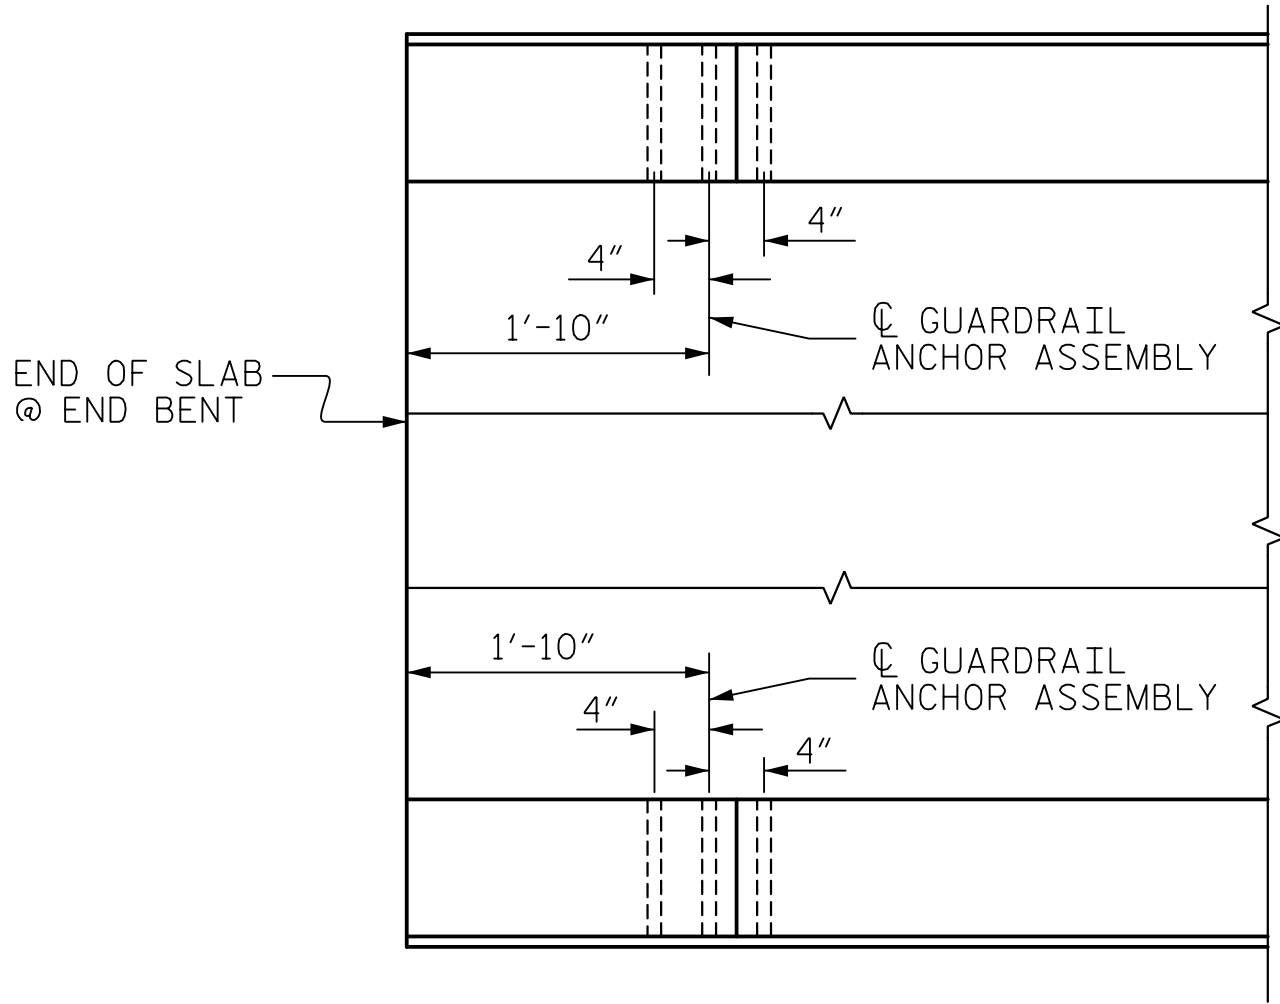 4"
4"
1'-10"
℄ GUARDRAIL
ANCHOR ASSEMBLY
END OF SLAB
@ END BENT
1'-10"
℄ GUARDRAIL
ANCHOR ASSEMBLY
4"
4"